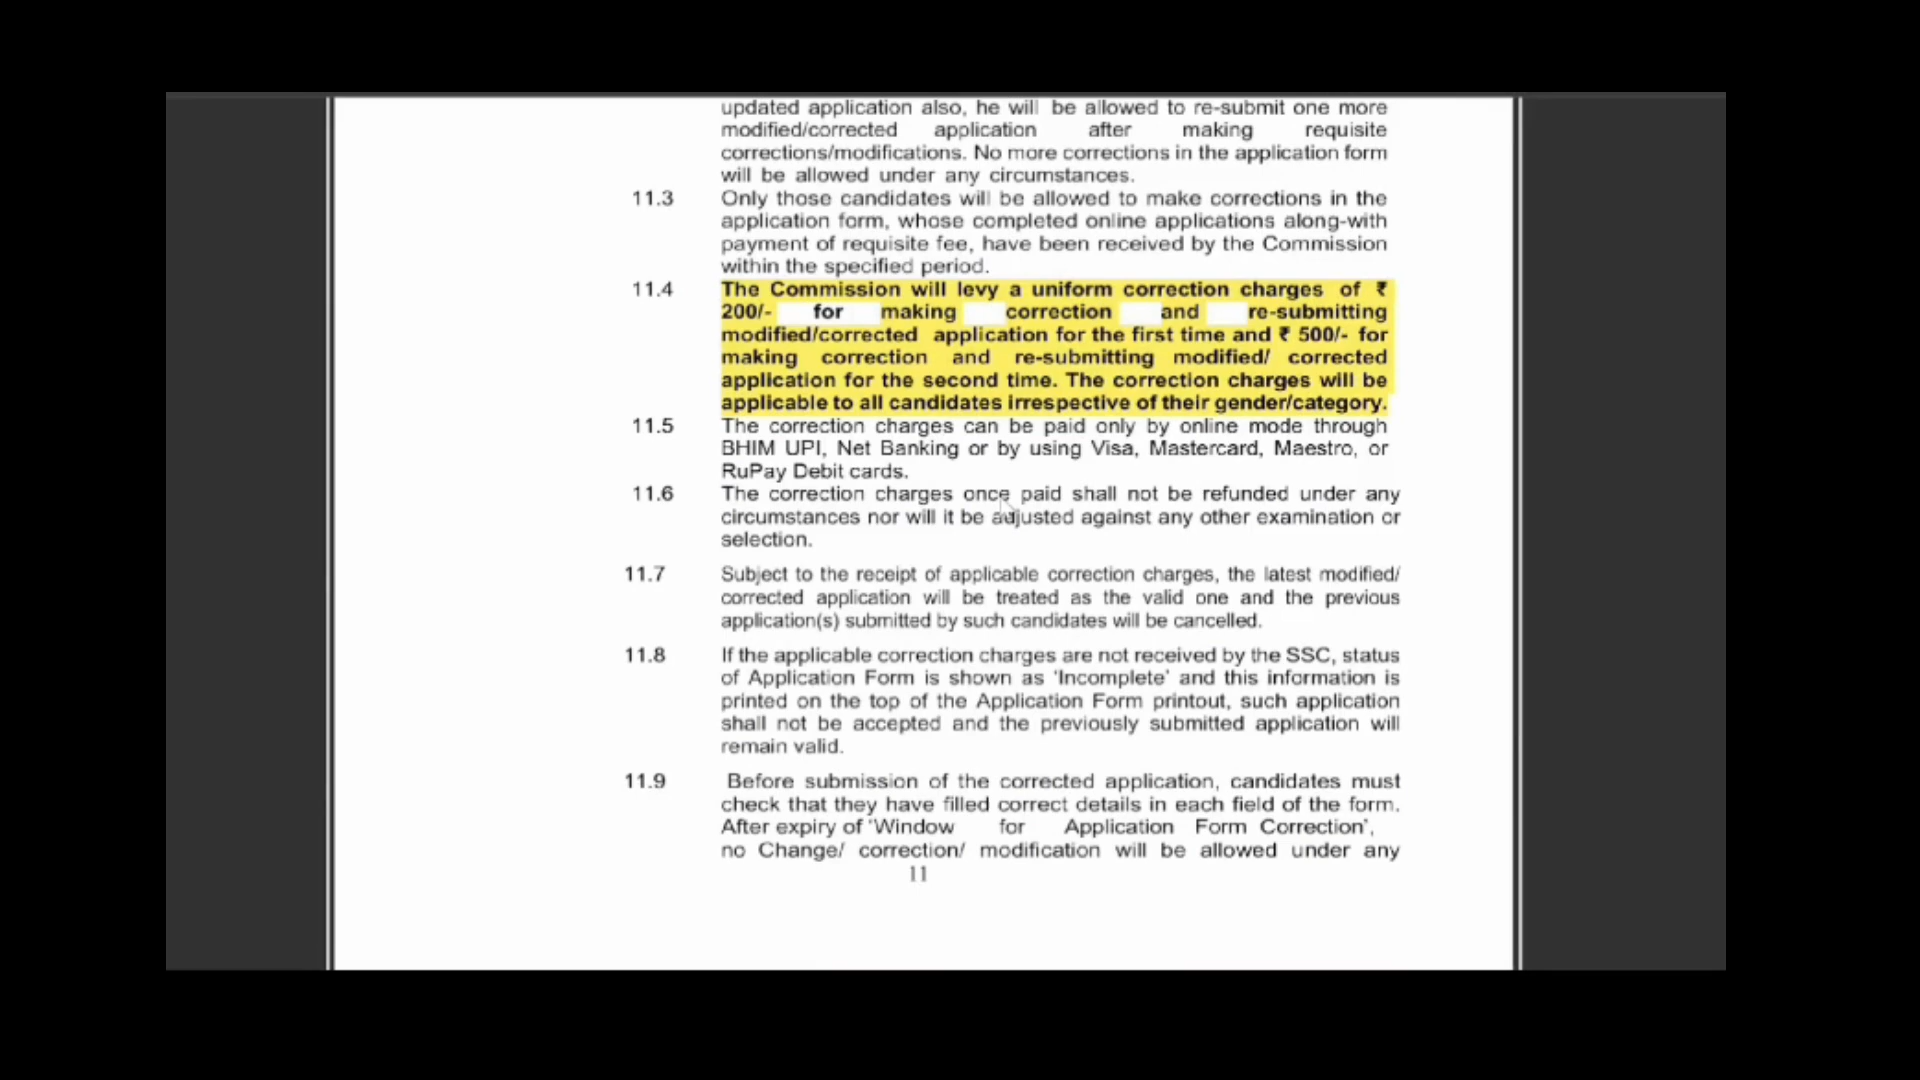 updated application also, he will be allowed to re-submit one more
modified/corrected application after making requisite
corrections/modifications. No more corrections in the application form
will be allowed under any circumstances.
11.3 Only those candidates will be allowed to make corrections in the
application form, whose completed online applications along-with
payment of requisite fee, have been received by the Commission
within the specified period.
11.4 The Commission will levy a uniform correction charges of ₹
200/- for making correction and re-submitting
modified/corrected application for the first time and ₹ 500/- for
making correction and re-submitting modified/ corrected
application for the second time. The correction charges will be
applicable to all candidates irrespective of their gender/category.
11.5 The correction charges can be paid only by online mode through
BHIM UPI, Net Banking or by using Visa, Mastercard, Maestro, or
RuPay Debit cards.
11.6 The correction charges once paid shall not be refunded under any
circumstances nor will it be adjusted against any other examination or
selection.
11.7 Subject to the receipt of applicable correction charges, the latest modified/
corrected application will be treated as the valid one and the previous
application(s) submitted by such candidates will be cancelled.
11.8 If the applicable correction charges are not received by the SSC, status
of Application Form is shown as 'Incomplete' and this information is
printed on the top of the Application Form printout, such application
shall not be accepted and the previously submitted application will
remain valid.
11.9 Before submission of the corrected application, candidates must
check that they have filled correct details in each field of the form.
After expiry of 'Window for Application Form Correction',
no Change/ correction/ modification will be allowed under any
11